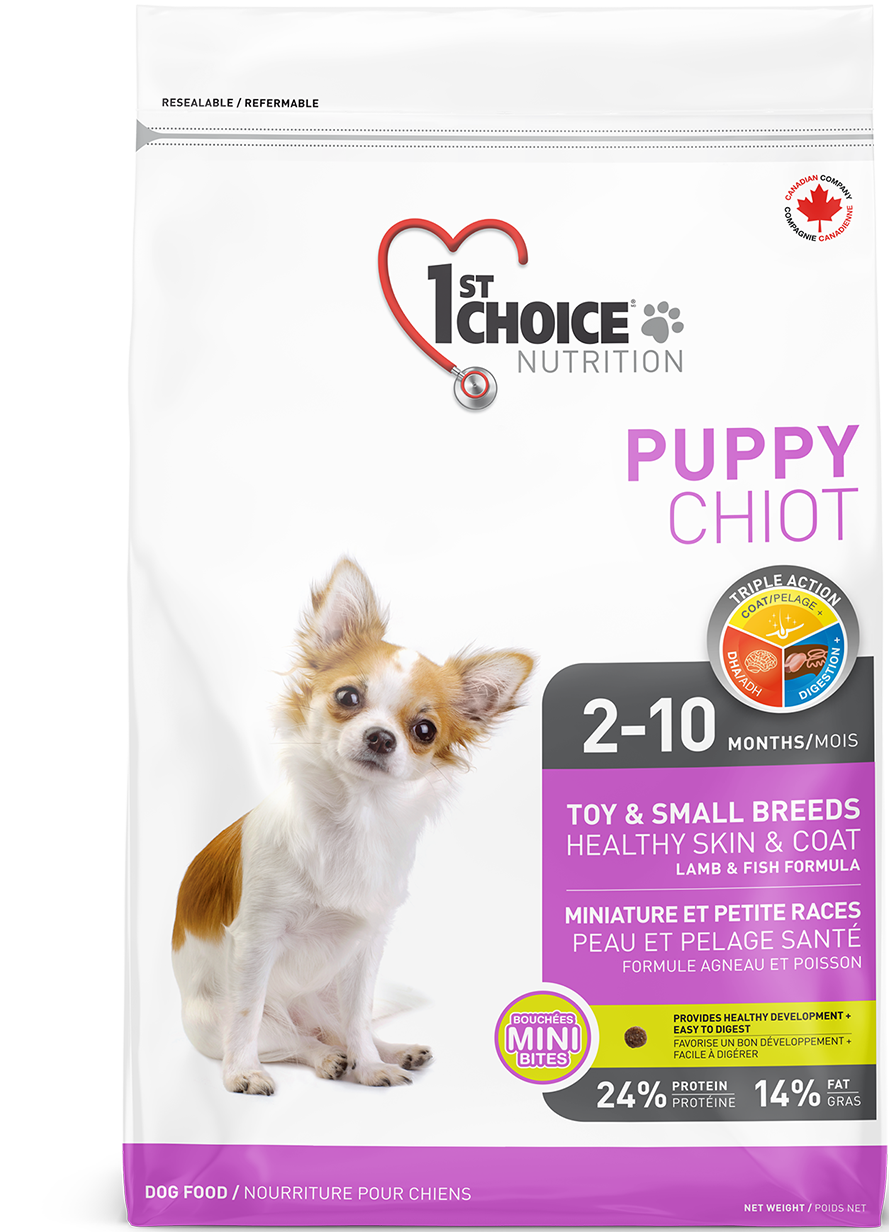 RESEALABLE / REFERMABLE
CANADIAN COMPANY
COMPAGNIE CANADIENNE
1ST
CHOICE
NUTRITION
PUPPY
CHIOT
TRIPLE ACTION
COAT/PELAGE +
DHA/ADH
DIGESTION +
2-10 MONTHS/MOIS
TOY & SMALL BREEDS
HEALTHY SKIN & COAT
LAMB & FISH FORMULA
MINIATURE ET PETITE RACES
PEAU ET PELAGE SANTÉ
FORMULE AGNEAU ET POISSON
BOUCHÉES
MINI
BITES
PROVIDES HEALTHY DEVELOPMENT +
EASY TO DIGEST
FAVORISE UN BON DÉVELOPPEMENT +
FACILE À DIGÉRER
24% PROTEIN
PROTÉINE
14% FAT
GRAS
DOG FOOD / NOURRITURE POUR CHIENS
NET WEIGHT / POIDS NET